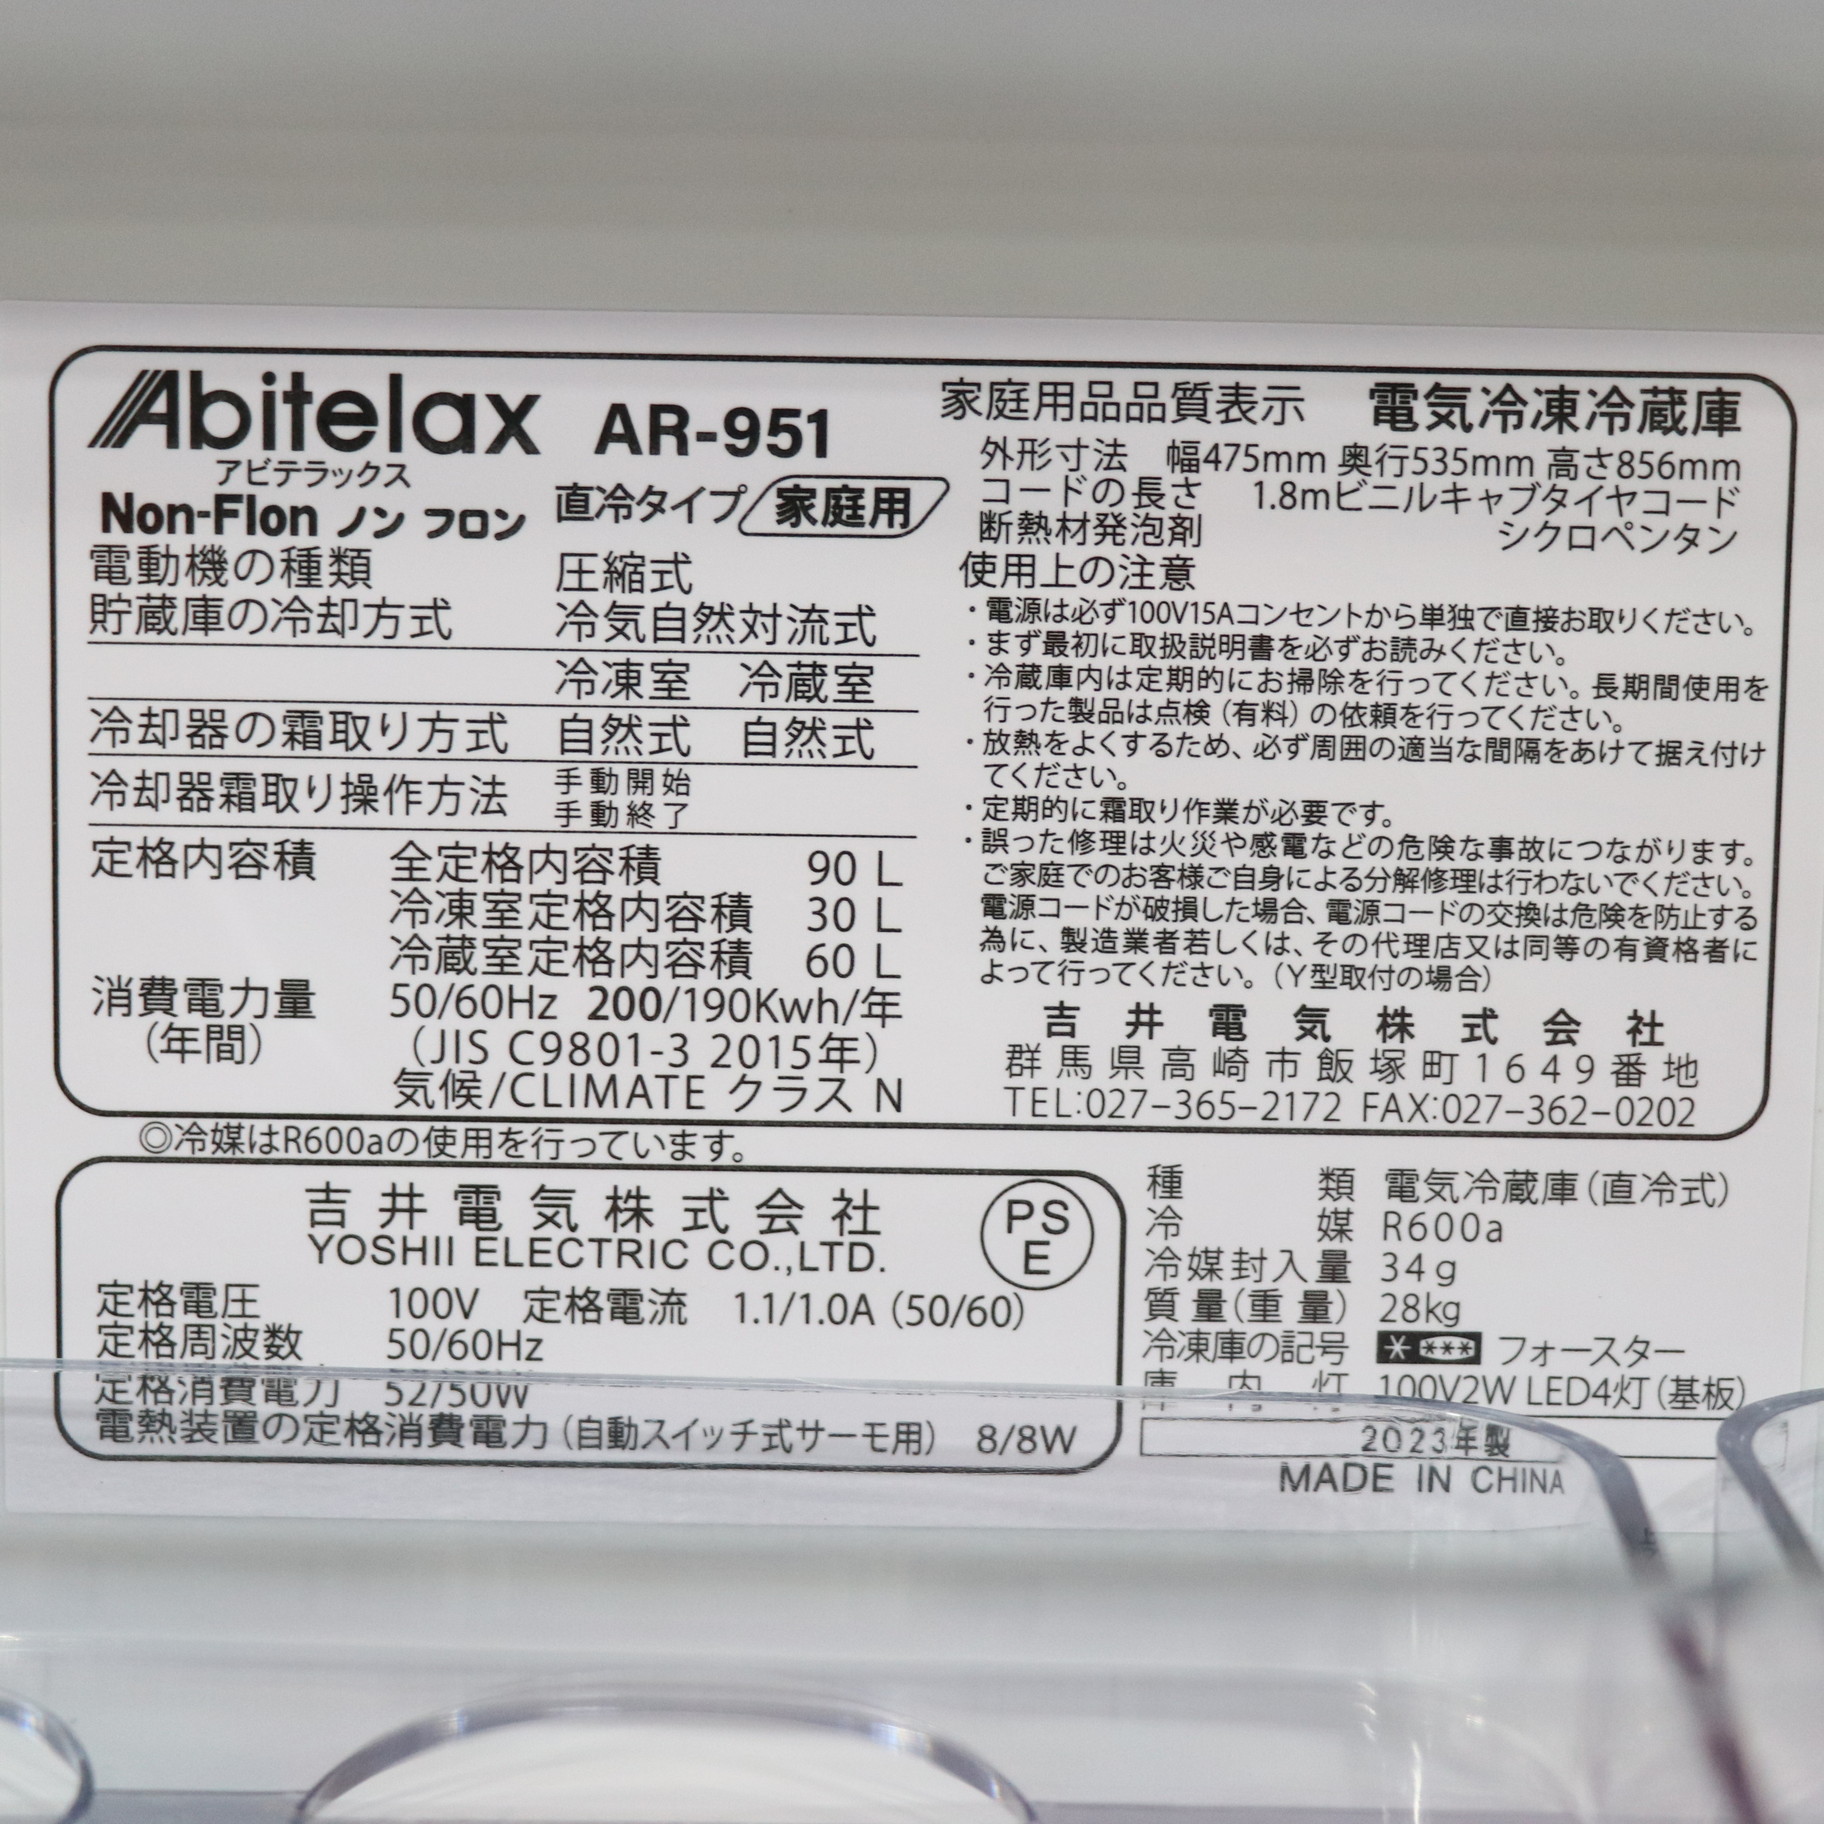 Abitelax AR-951
アビテラックス
Non-Flon ノンフロン 直冷タイプ 家庭用
電動機の種類 圧縮式
貯蔵庫の冷却方式 冷気自然対流式
冷凍室 冷蔵室
冷却器の霜取り方式 自然式 自然式
冷却器霜取り操作方法 手動開始
手動終了
定格内容積 全定格内容積 90 L
冷凍室定格内容積 30 L
冷蔵室定格内容積 60 L
消費電力量 50/60Hz 200/190Kwh/年
(年間) (JIS C9801-3 2015年)
気候/CLIMATE クラス N
家庭用品品質表示 電気冷凍冷蔵庫
外形寸法 幅475mm 奥行535mm 高さ856mm
コードの長さ 1.8mビニルキャブタイヤコード
断熱材発泡剤 シクロペンタン
使用上の注意
・電源は必ず100V15Aコンセントから単独で直接お取りください。
・まず最初に取扱説明書を必ずお読みください。
・冷蔵庫内は定期的にお掃除を行ってください。長期間使用を
行った製品は点検(有料)の依頼を行ってください。
・放熱をよくするため、必ず周囲の適当な間隔をあけて据え付け
てください。
・定期的に霜取り作業が必要です。
・誤った修理は火災や感電などの危険な事故につながります。
ご家庭でのお客様ご自身による分解修理は行わないでください。
電源コードが破損した場合、電源コードの交換は危険を防止する
為に、製造業者若しくは、その代理店又は同等の有資格者に
よって行ってください。(Y型取付の場合)
吉井電気株式会社
群馬県高崎市飯塚町1649番地
TEL:027-365-2172 FAX:027-362-0202
◎冷媒はR600aの使用を行っています。
吉井電気株式会社
YOSHII ELECTRIC CO.,LTD.
PS
E
定格電圧 100V 定格電流 1.1/1.0A (50/60)
定格周波数 50/60Hz
定格消費電力 52/50W
電熱装置の定格消費電力(自動スイッチ式サーモ用) 8/8W
種類 電気冷蔵庫(直冷式)
冷媒 R600a
冷媒封入量 34g
質量(重量) 28kg
冷凍庫の記号 * *** フォースター
庫内灯 100V2W LED4灯(基板)
2023年製
MADE IN CHINA